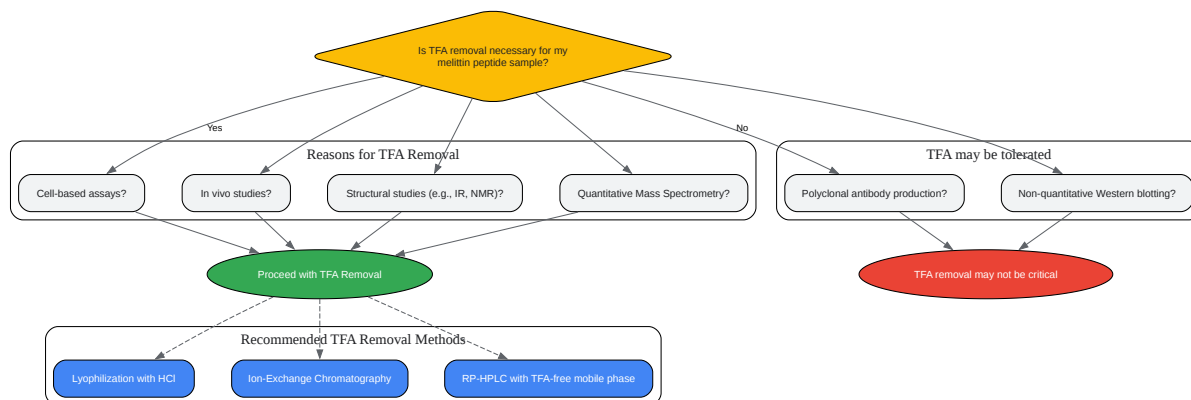 Is TFA removal necessary for my
melittin peptide sample?
Yes
No
Reasons for TFA Removal
TFA may be tolerated
Cell-based assays?
In vivo studies?
Structural studies (e.g., IR, NMR)?
Quantitative Mass Spectrometry?
Polyclonal antibody production?
Non-quantitative Western blotting?
Proceed with TFA Removal
TFA removal may not be critical
Recommended TFA Removal Methods
Lyophilization with HCl
Ion-Exchange Chromatography
RP-HPLC with TFA-free mobile phase